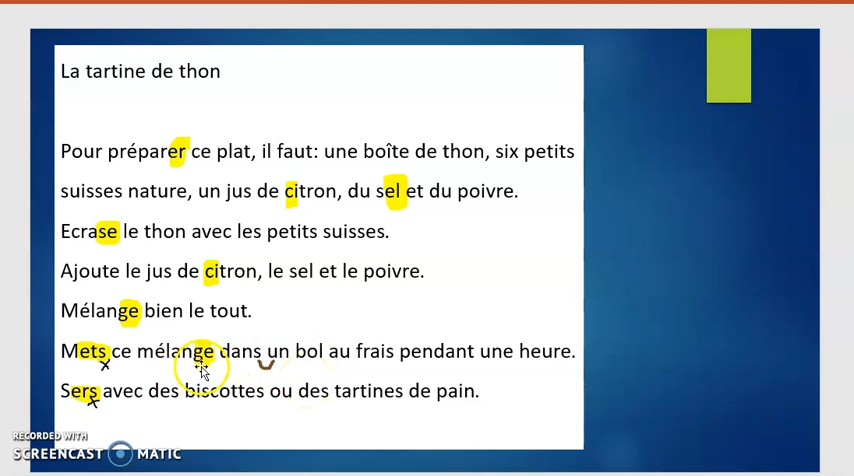 La tartine de thon
Pour préparer ce plat, il faut: une boîte de thon, six petits
suisses nature, un jus de citron, du sel et du poivre.
Ecrase le thon avec les petits suisses.
Ajoute le jus de citron, le sel et le poivre.
Mélange bien le tout.
Mets ce mélange dans un bol au frais pendant une heure.
Sers avec des biscottes ou des tartines de pain.
RECORDED WITH
SCREENCAST MATIC